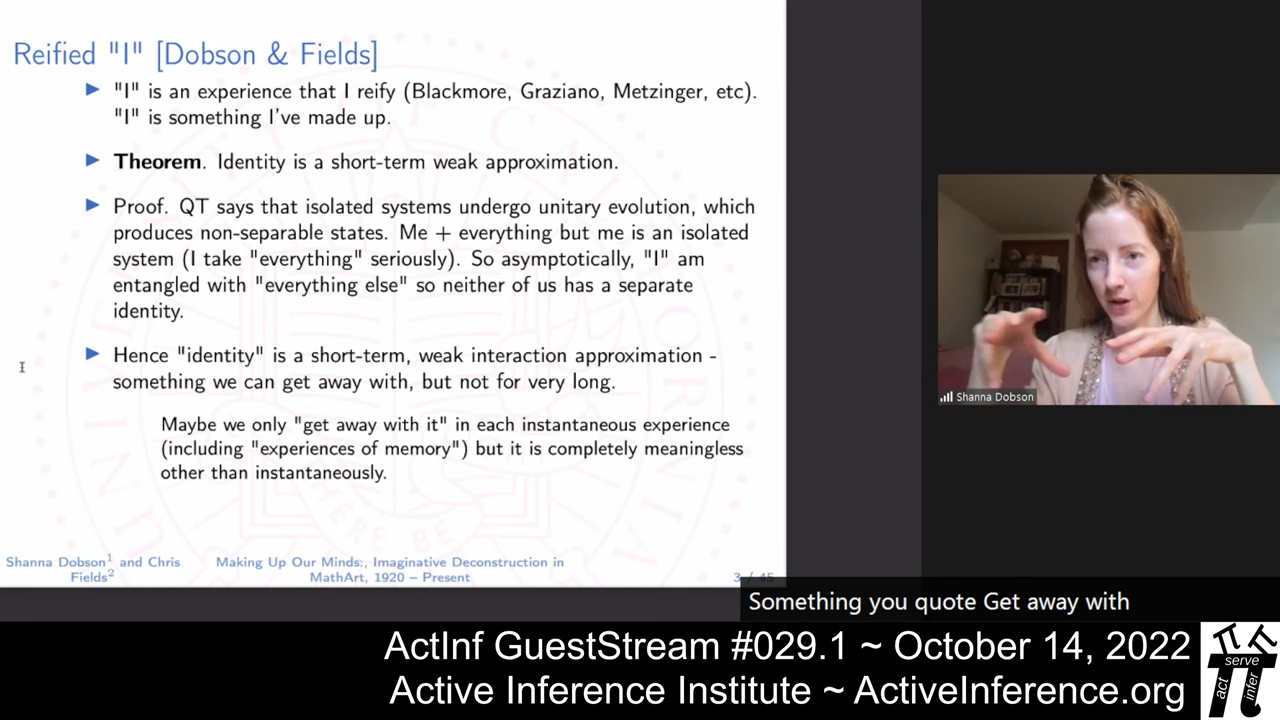 Reified "I" [Dobson & Fields]
"I" is an experience that I reify (Blackmore, Graziano, Metzinger, etc).
"I" is something I've made up.
Theorem. Identity is a short-term weak approximation.
Proof. QT says that isolated systems undergo unitary evolution, which
produces non-separable states. Me + everything but me is an isolated
system (I take "everything" seriously). So asymptotically, "I" am
entangled with "everything else" so neither of us has a separate
identity.
Hence "identity" is a short-term, weak interaction approximation -
something we can get away with, but not for very long.
Maybe we only "get away with it" in each instantaneous experience
(including "experiences of memory") but it is completely meaningless
other than instantaneously.
Shanna Dobson1 and Chris
Fields2
Making Up Our Minds:, Imaginative Deconstruction in
MathArt, 1920 – Present
3 / 45
Shanna Dobson
Something you quote Get away with
ActInf GuestStream #029.1 ~ October 14, 2022
Active Inference Institute ~ ActiveInference.org
serve
act
infer